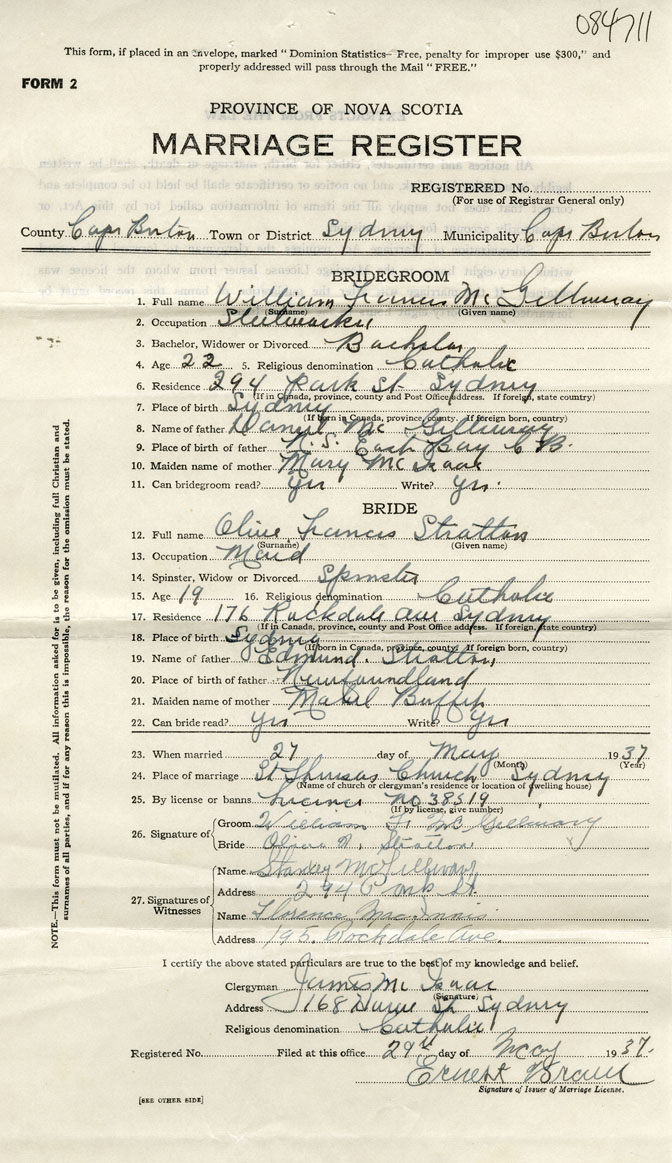 084711
This form, if placed in an envelope, marked "Dominion Statistics— Free, penalty for improper use $300," and
properly addressed will pass through the Mail "FREE."
FORM 2
PROVINCE OF NOVA SCOTIA
MARRIAGE REGISTER
REGISTERED No.
(For use of Registrar General only)
County Cape Breton Town or District Sydney Municipality Cape Breton
BRIDEGROOM
1. Full name William Francis McGillivray
(Surname) (Given name)
2. Occupation Steelworker
3. Bachelor, Widower or Divorced Bachelor
4. Age 22 5. Religious denomination Catholic
6. Residence 294 Park St Sydney
(If in Canada, province, county and Post Office address. If foreign, state country)
7. Place of birth Sydney
(If born in Canada, province, county. If foreign born, country)
8. Name of father Daniel McGillivray
9. Place of birth of father N.S. East Bay C.B.
10. Maiden name of mother Mary McIsaac
11. Can bridegroom read? Yes Write? Yes
BRIDE
12. Full name Olive Francis Stratton
(Surname) (Given name)
13. Occupation Maid
14. Spinster, Widow or Divorced Spinster
15. Age 19 16. Religious denomination Catholic
17. Residence 176 Rockdale Ave Sydney
(If in Canada, province, county and Post Office address. If foreign, state country)
18. Place of birth Sydney
(If born in Canada, province, county. If foreign born, country)
19. Name of father Edmund Stratton
20. Place of birth of father Newfoundland
21. Maiden name of mother Mabel
22. Can bride read? Yes Write? Yes
23. When married 27 day of May 1937
(Month) (Year)
24. Place of marriage St Theresas Church Sydney
(Name of church or clergyman's residence or location of dwelling house)
25. By license or banns License no 38519
(If by license, give number)
26. Signature of Groom William F. McGillivary
Bride Stratton
27. Signatures of Witnesses
Name Stanley McGillivary
Address 294 Park St.
Name Florence MacInnis
Address 195 Rockdale Ave.
I certify the above stated particulars are true to the best of my knowledge and belief.
Clergyman James McIsaac
(Signature)
Address 168 St Sydney
Religious denomination Catholic
Registered No. Filed at this office 29th day of May 1937.
Ernest Brown
Signature of Issuer of Marriage License.
[SEE OTHER SIDE]
NOTE.—This form must not be mutilated. All information asked for is to be given, including full Christian and
surnames of all parties, and if for any reason this is impossible, the reason for the omission must be stated.